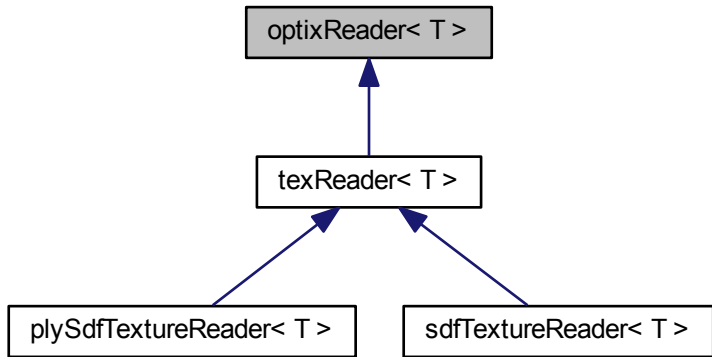 optixReader< T >
texReader< T >
plySdfTextureReader< T >
sdfTextureReader< T >